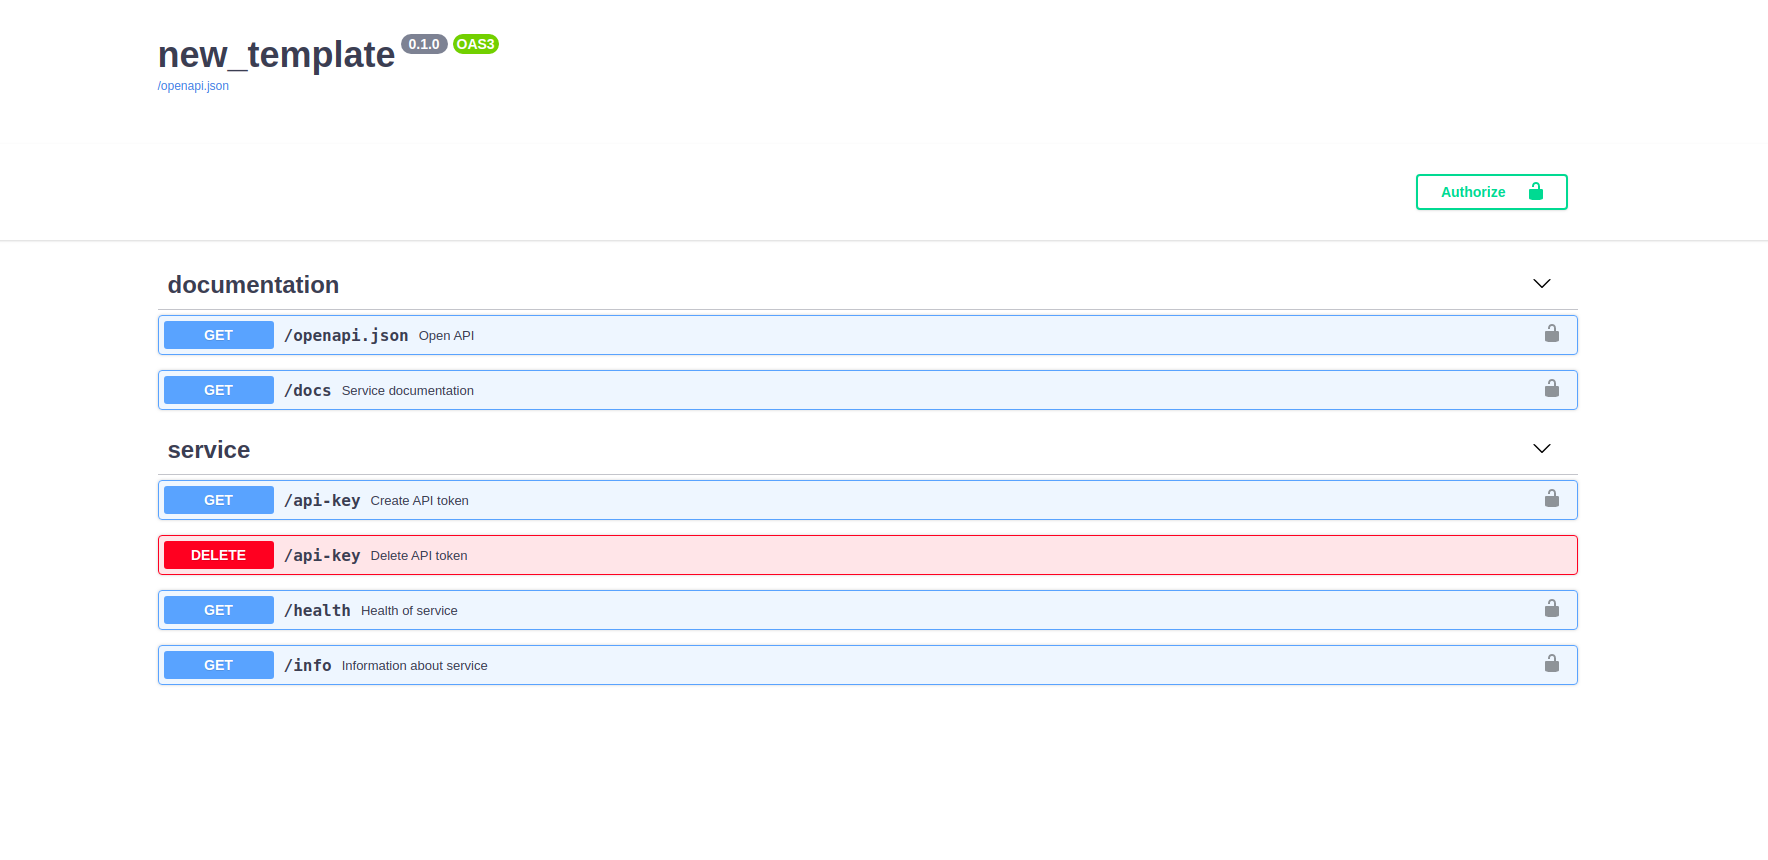 new_template 0.1.0 OAS3
/openapi.json
Authorize
documentation
GET /openapi.json Open API
GET /docs Service documentation
service
GET /api-key Create API token
DELETE /api-key Delete API token
GET /health Health of service
GET /info Information about service